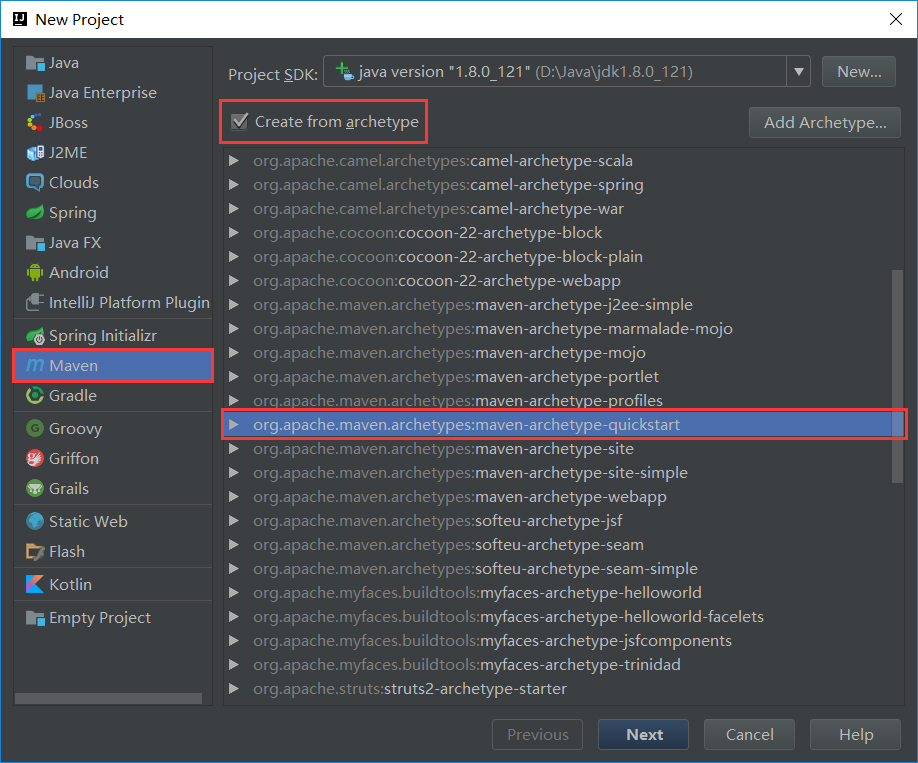 New Project
Java
Java Enterprise
JBoss
J2ME
Clouds
Spring
Java FX
Android
IntelliJ Platform Plugin
Spring Initializr
Maven
Gradle
Groovy
Griffon
Grails
Static Web
Flash
Kotlin
Empty Project
Project SDK: java version "1.8.0_121" (D:\Java\jdk1.8.0_121) New...
Create from archetype Add Archetype...
org.apache.camel.archetypes:camel-archetype-scala
org.apache.camel.archetypes:camel-archetype-spring
org.apache.camel.archetypes:camel-archetype-war
org.apache.cocoon:cocoon-22-archetype-block
org.apache.cocoon:cocoon-22-archetype-block-plain
org.apache.cocoon:cocoon-22-archetype-webapp
org.apache.maven.archetypes:maven-archetype-j2ee-simple
org.apache.maven.archetypes:maven-archetype-marmalade-mojo
org.apache.maven.archetypes:maven-archetype-mojo
org.apache.maven.archetypes:maven-archetype-portlet
org.apache.maven.archetypes:maven-archetype-profiles
org.apache.maven.archetypes:maven-archetype-quickstart
org.apache.maven.archetypes:maven-archetype-site
org.apache.maven.archetypes:maven-archetype-site-simple
org.apache.maven.archetypes:maven-archetype-webapp
org.apache.maven.archetypes:softeu-archetype-jsf
org.apache.maven.archetypes:softeu-archetype-seam
org.apache.maven.archetypes:softeu-archetype-seam-simple
org.apache.myfaces.buildtools:myfaces-archetype-helloworld
org.apache.myfaces.buildtools:myfaces-archetype-helloworld-facelets
org.apache.myfaces.buildtools:myfaces-archetype-jsfcomponents
org.apache.myfaces.buildtools:myfaces-archetype-trinidad
org.apache.struts:struts2-archetype-starter
Previous Next Cancel Help